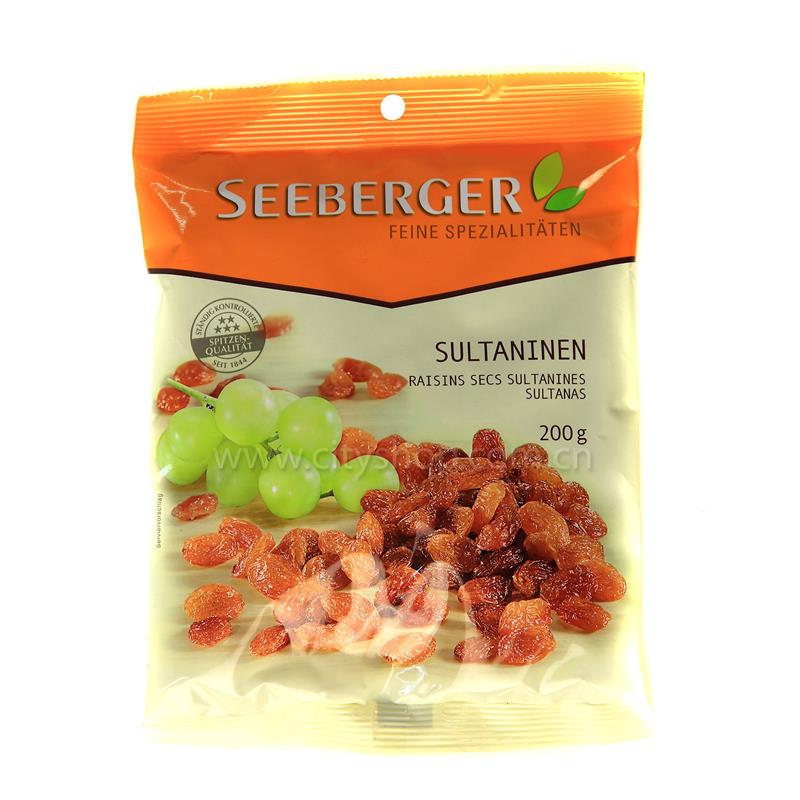 SEEBERGER
FEINE SPEZIALITÄTEN
STÄNDIG KONTROLLIERTE
SPITZEN-
QUALITÄT
SEIT 1844
SULTANINEN
RAISINS SECS SULTANINES
SULTANAS
200 g
Serviervorschlag